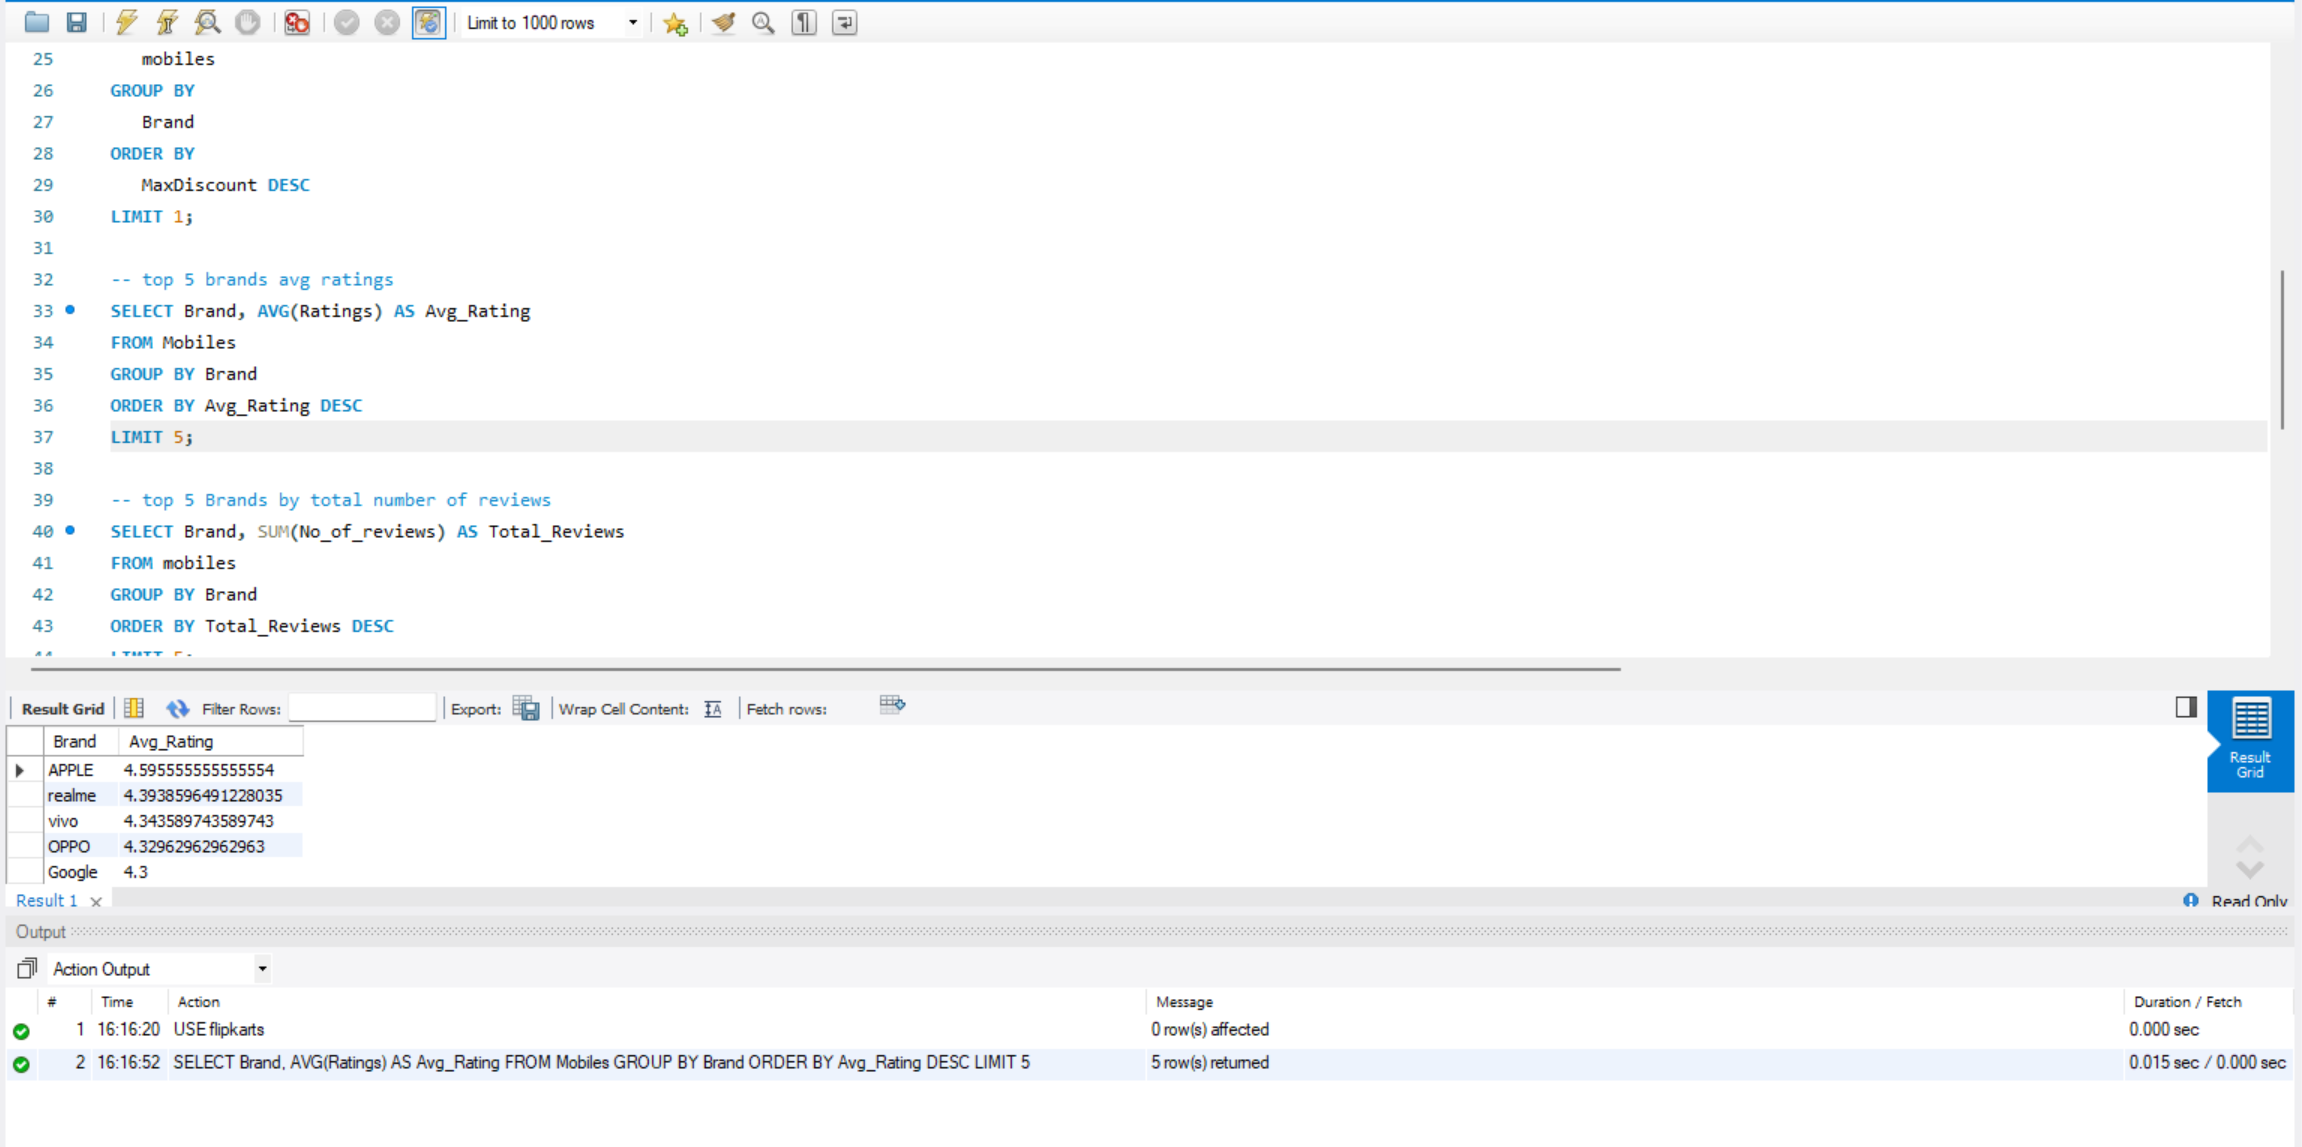 Limit to 1000 rows
25 mobiles
26 GROUP BY
27 Brand
28 ORDER BY
29 MaxDiscount DESC
30 LIMIT 1;
31
32 -- top 5 brands avg ratings
33 SELECT Brand, AVG(Ratings) AS Avg_Rating
34 FROM Mobiles
35 GROUP BY Brand
36 ORDER BY Avg_Rating DESC
37 LIMIT 5;
38
39 -- top 5 Brands by total number of reviews
40 SELECT Brand, SUM(No_of_reviews) AS Total_Reviews
41 FROM mobiles
42 GROUP BY Brand
43 ORDER BY Total_Reviews DESC
44 LIMIT 5;
Result Grid Filter Rows: Export: Wrap Cell Content: Fetch rows:
Brand Avg_Rating
APPLE 4.595555555555554
realme 4.3938596491228035
vivo 4.343589743589743
OPPO 4.32962962962963
Google 4.3
Result
Grid
Result 1 Read Only
Output
Action Output
# Time Action Message Duration / Fetch
1 16:16:20 USE flipkarts 0 row(s) affected 0.000 sec
2 16:16:52 SELECT Brand, AVG(Ratings) AS Avg_Rating FROM Mobiles GROUP BY Brand ORDER BY Avg_Rating DESC LIMIT 5 5 row(s) returned 0.015 sec / 0.000 sec